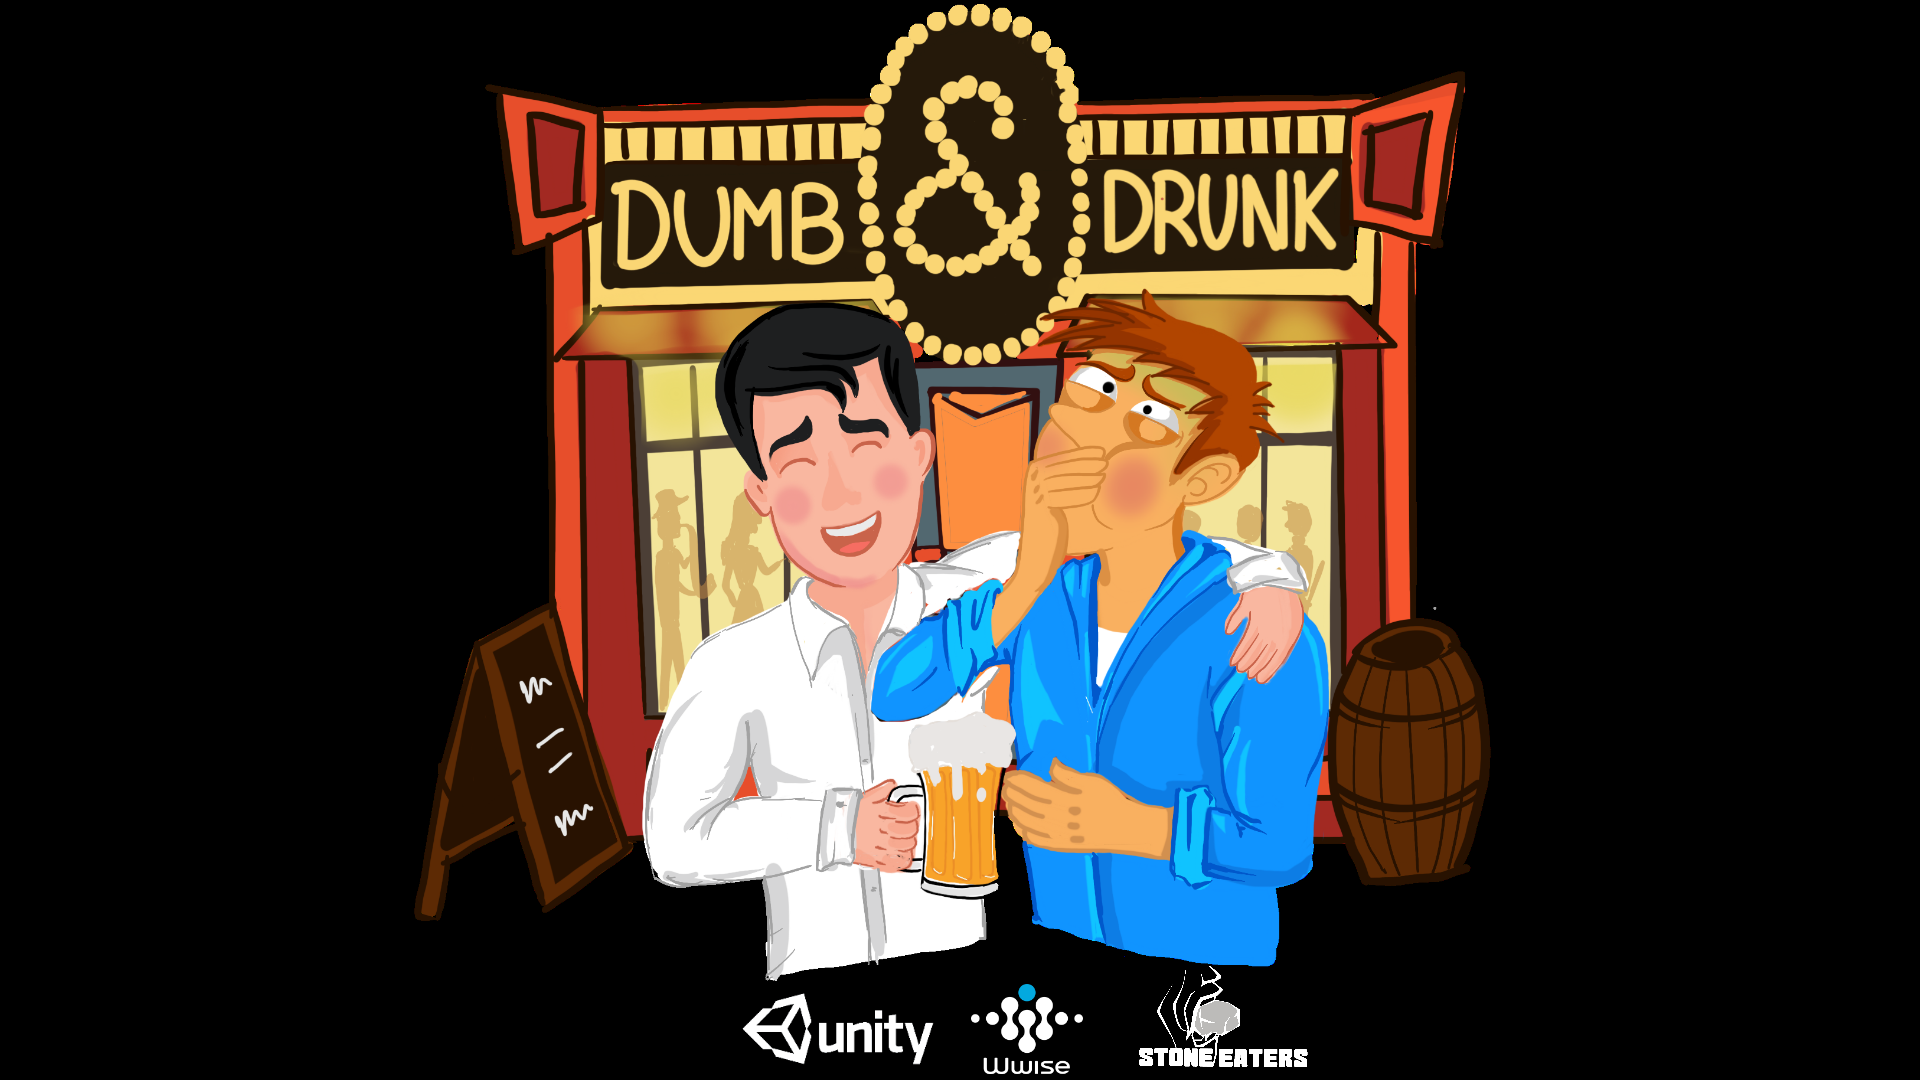 DUMB & DRUNK
unity
Wwise
STONE EATERS